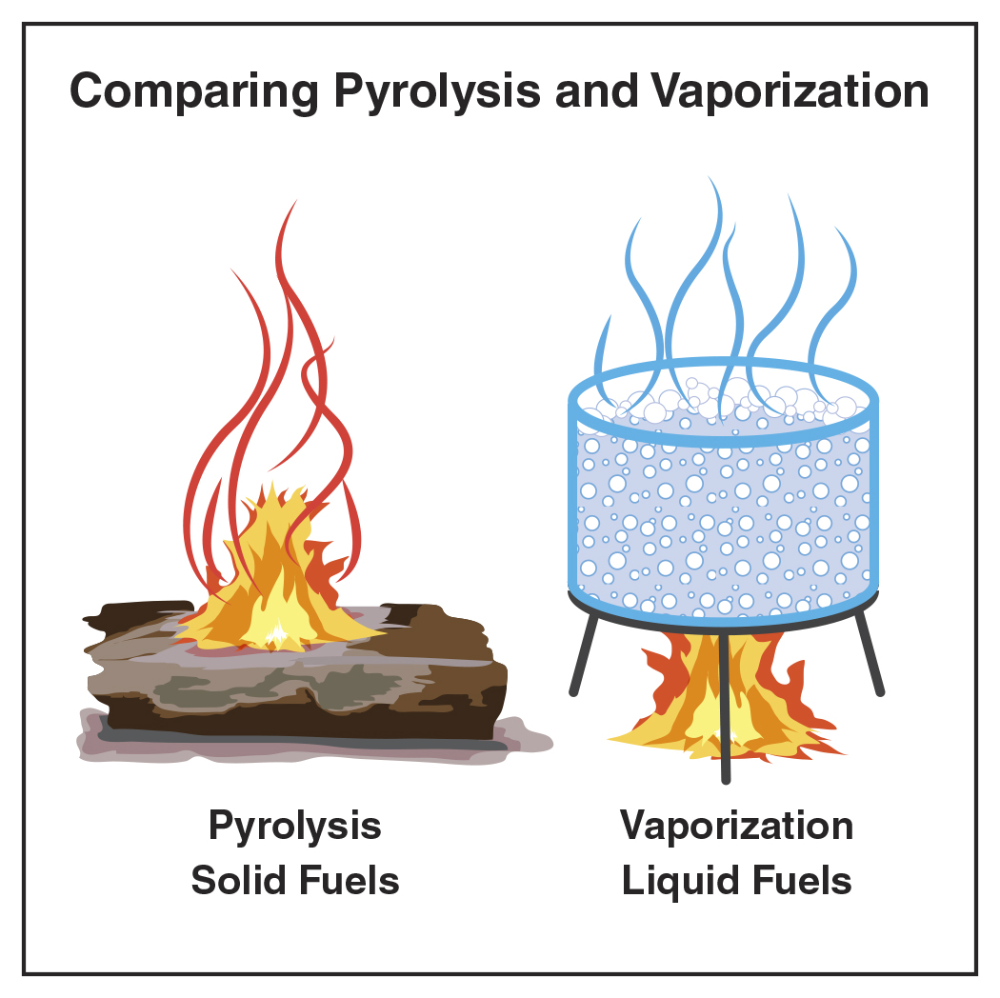 Comparing Pyrolysis and Vaporization
Pyrolysis
Solid Fuels
Vaporization
Liquid Fuels